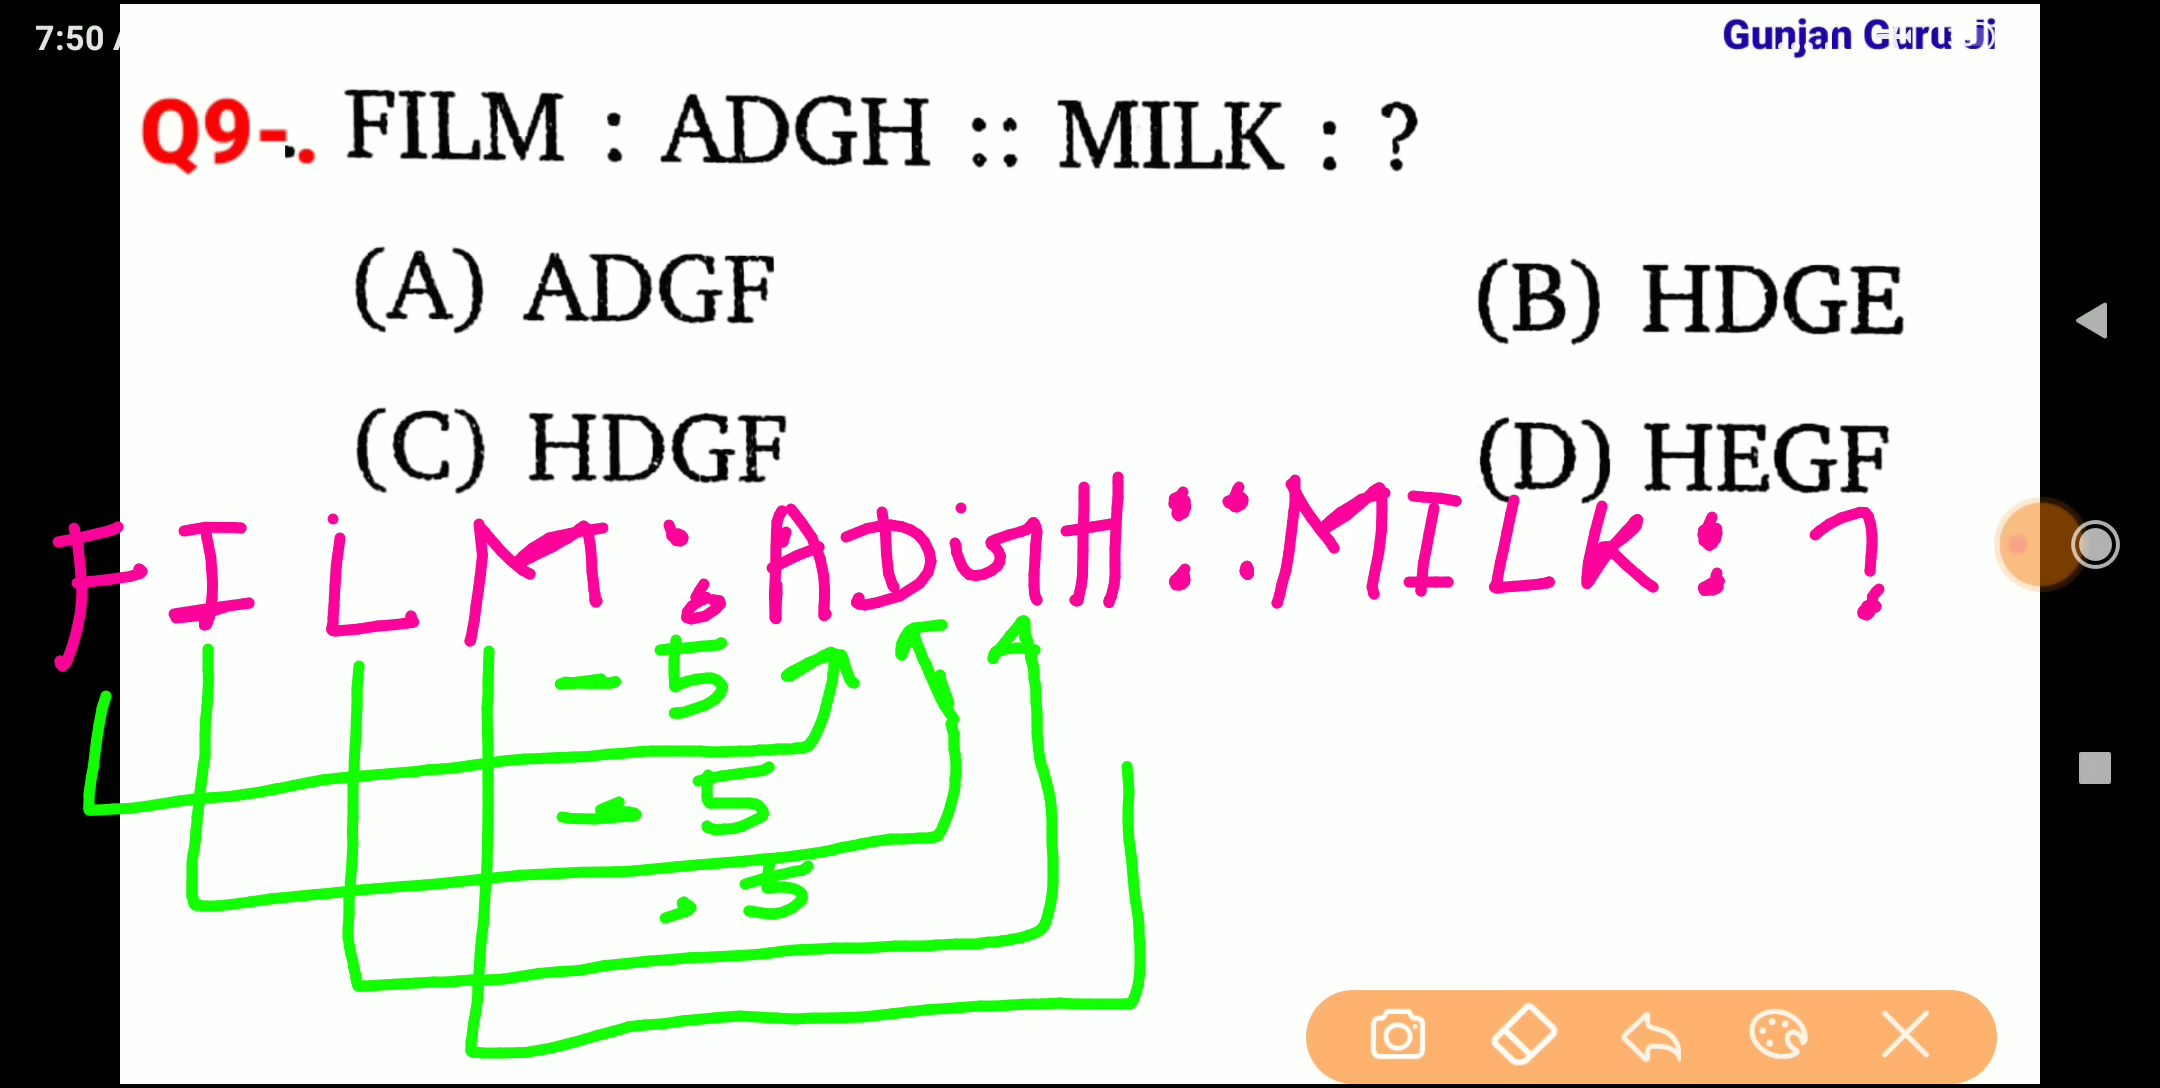 7:50
Gunjan Guru Ji
Q9-. FILM : ADGH :: MILK : ?
(A) ADGF
(B) HDGE
(C) HDGF
(D) HEGF
FILM : ADGH :: MILK : ?
- 5
- 5
- 5